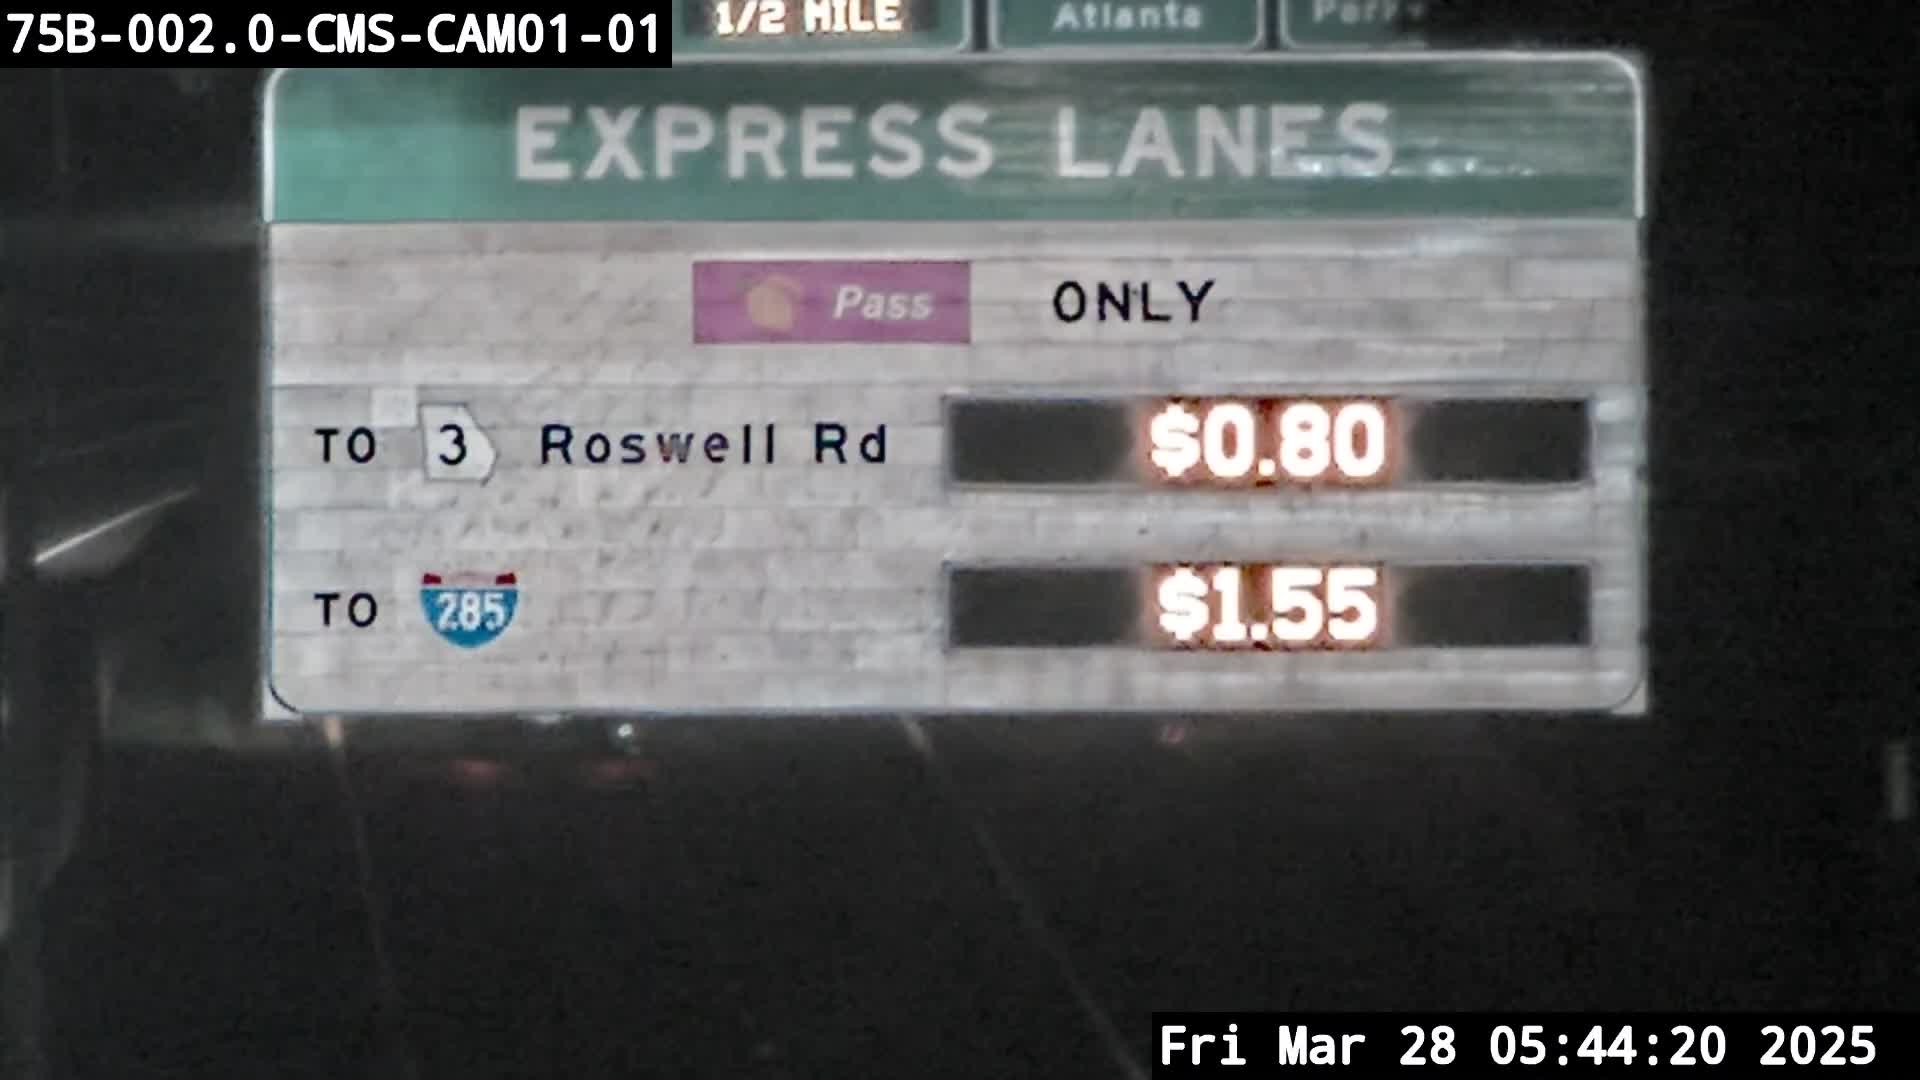 75B-002.0-CMS-CAM01-01
1/2 MILE
Atlanta
EXPRESS LANES
Pass ONLY
TO 3 Roswell Rd $0.80
TO 285 $1.55
Fri Mar 28 05:44:20 2025